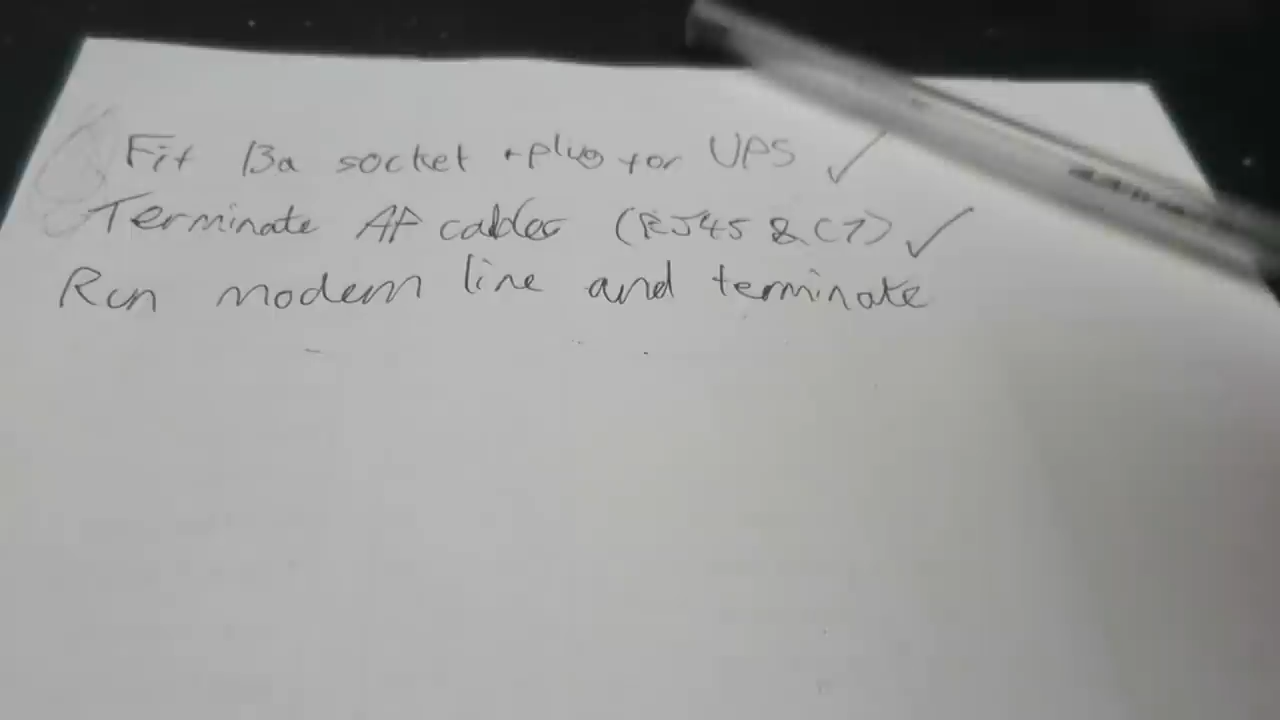 Fit 13a socket + plug for UPS ✓
Terminate AP cables (RJ45 & C7) ✓
Run modem line and terminate